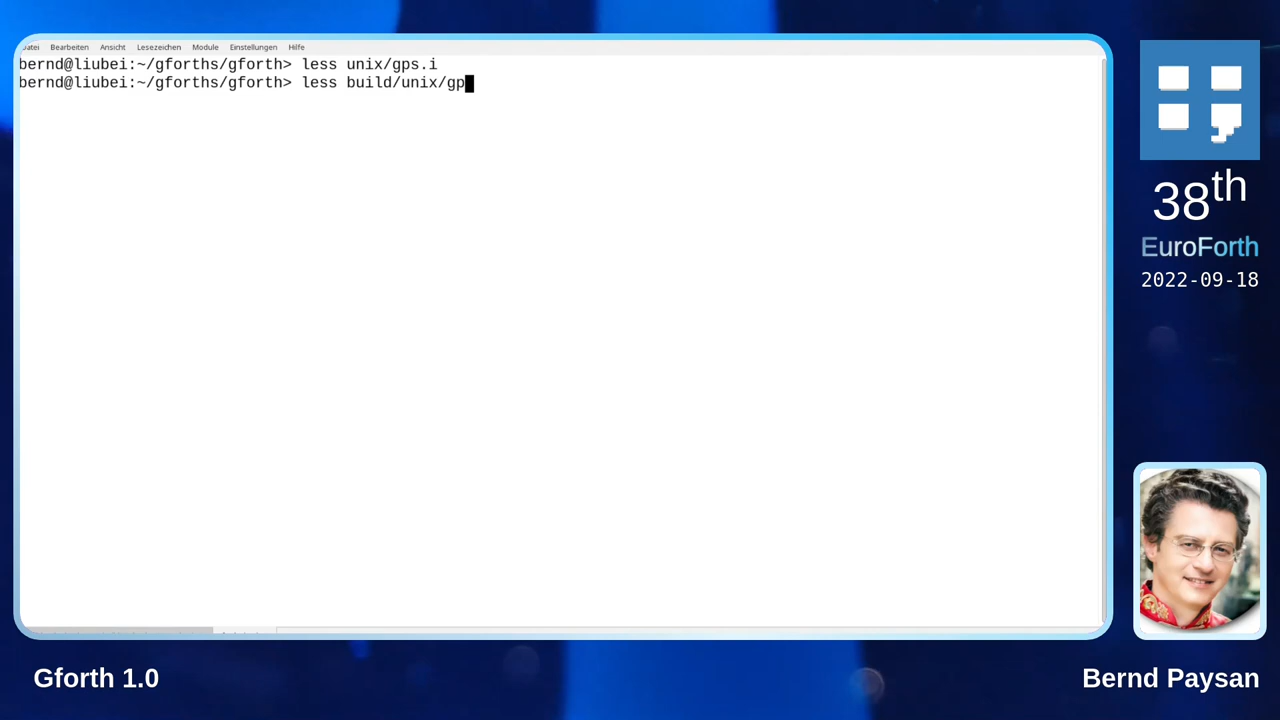 Bearbeiten Ansicht Lesezeichen Module Einstellungen Hilfe
bernd@liubei:~/gforths/gforth> less unix/gps.i
bernd@liubei:~/gforths/gforth> less build/unix/gp
38th
EuroForth
2022-09-18
Gforth 1.0
Bernd Paysan